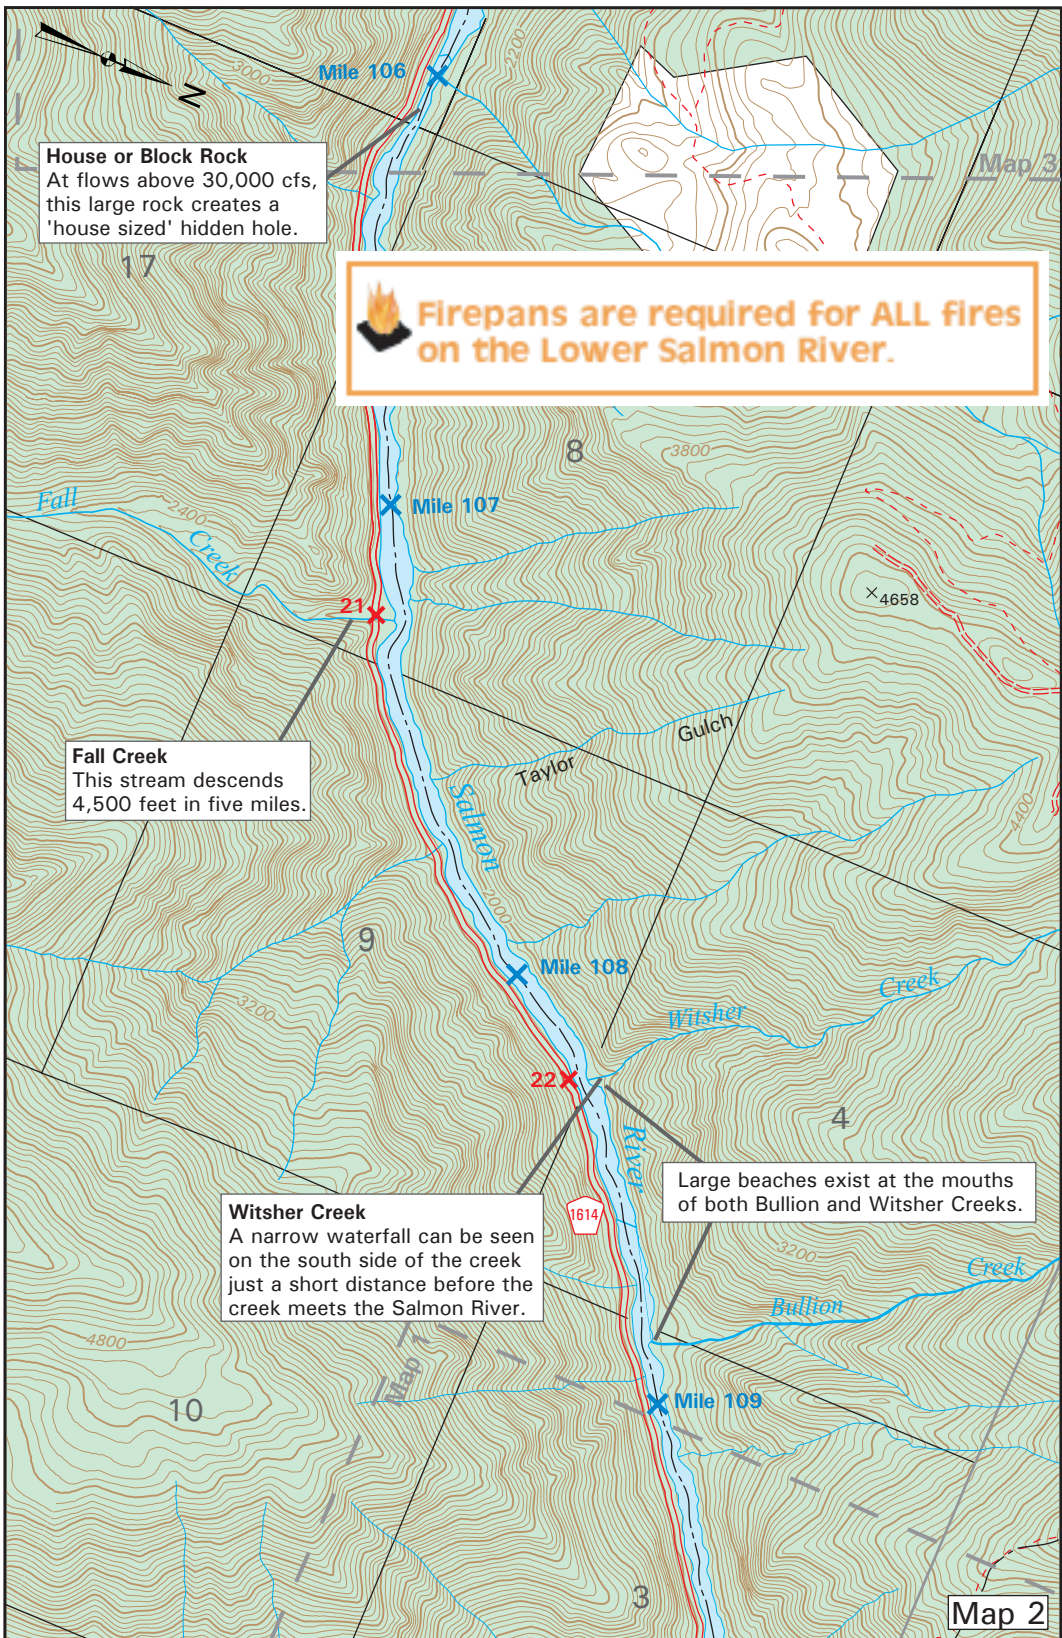 N
3000
Mile 106
2200
House or Block Rock
At flows above 30,000 cfs,
this large rock creates a
'house sized' hidden hole.
Map 3
17
Firepans are required for ALL fires
on the Lower Salmon River.
8
3800
Fall
Creek
2400
Mile 107
21
4658
Fall Creek
This stream descends
4,500 feet in five miles.
Taylor
Gulch
Salmon
4400
2000
9
Mile 108
3200
Witsher
Creek
22
4
River
Large beaches exist at the mouths
of both Bullion and Witsher Creeks.
Witsher Creek
A narrow waterfall can be seen
on the south side of the creek
just a short distance before the
creek meets the Salmon River.
1614
3200
Bullion
Creek
4800
Map 1
10
Mile 109
3
Map 2